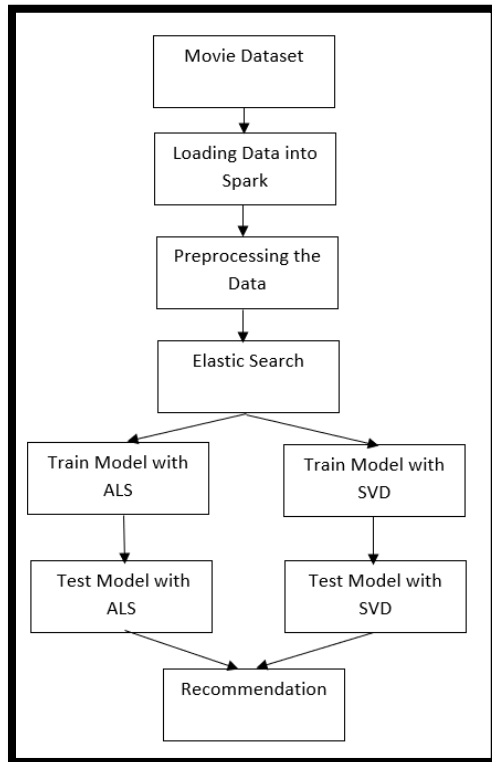 Movie Dataset
Loading Data into
Spark
Preprocessing the
Data
Elastic Search
Train Model with
ALS
Train Model with
SVD
Test Model with
ALS
Test Model with
SVD
Recommendation